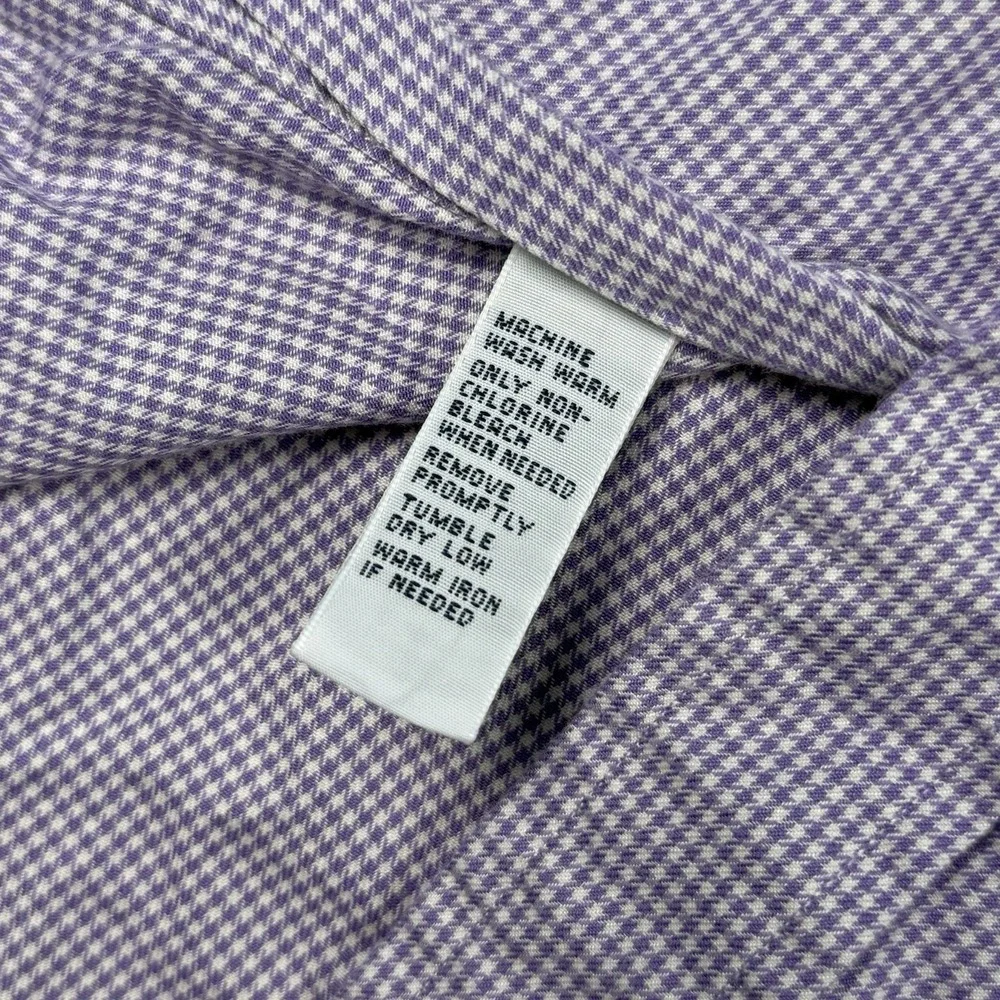 MACHINE
WASH WARM
ONLY NON-
CHLORINE
BLEACH
WHEN NEEDED
REMOVE
PROMPTLY
TUMBLE
DRY LOW
WARM IRON
IF NEEDED